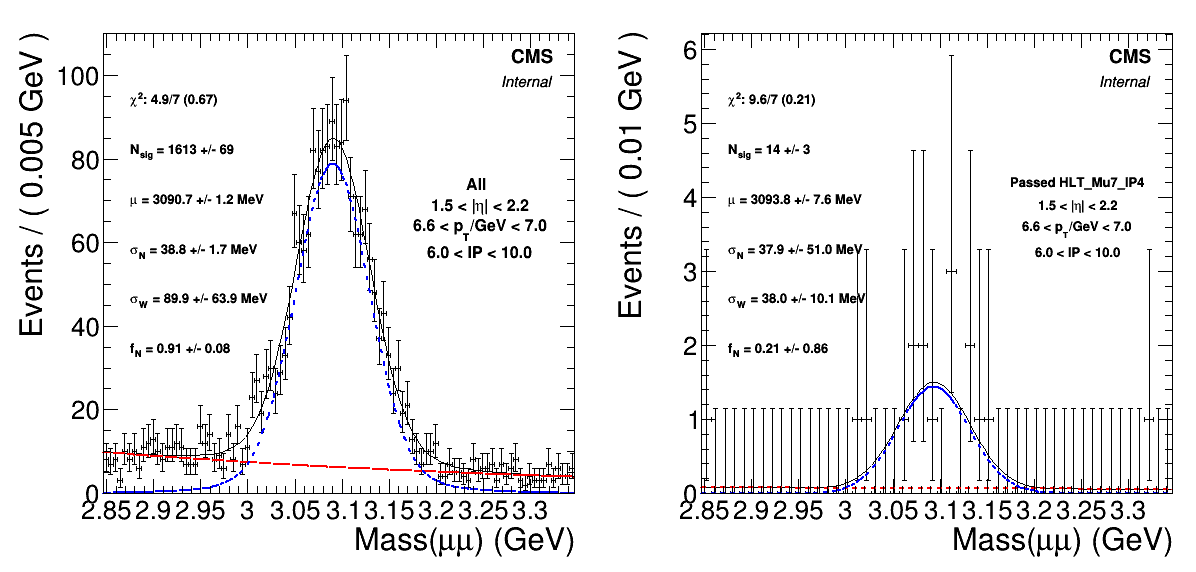 Events / ( 0.005 GeV )
100
80
60
40
20
0
CMS
Internal
χ²: 4.9/7 (0.67)
N_sig = 1613 +/- 69
μ = 3090.7 +/- 1.2 MeV
σ_N = 38.8 +/- 1.7 MeV
σ_W = 89.9 +/- 63.9 MeV
f_N = 0.91 +/- 0.08
All
1.5 < |η| < 2.2
6.6 < p_T/GeV < 7.0
6.0 < IP < 10.0
2.85 2.9 2.95 3 3.05 3.1 3.15 3.2 3.25 3.3
Mass(μμ) (GeV)
Events / ( 0.01 GeV )
6
5
4
3
2
1
0
CMS
Internal
χ²: 9.6/7 (0.21)
N_sig = 14 +/- 3
μ = 3093.8 +/- 7.6 MeV
σ_N = 37.9 +/- 51.0 MeV
σ_W = 38.0 +/- 10.1 MeV
f_N = 0.21 +/- 0.86
Passed HLT_Mu7_IP4
1.5 < |η| < 2.2
6.6 < p_T/GeV < 7.0
6.0 < IP < 10.0
2.85 2.9 2.95 3 3.05 3.1 3.15 3.2 3.25 3.3
Mass(μμ) (GeV)